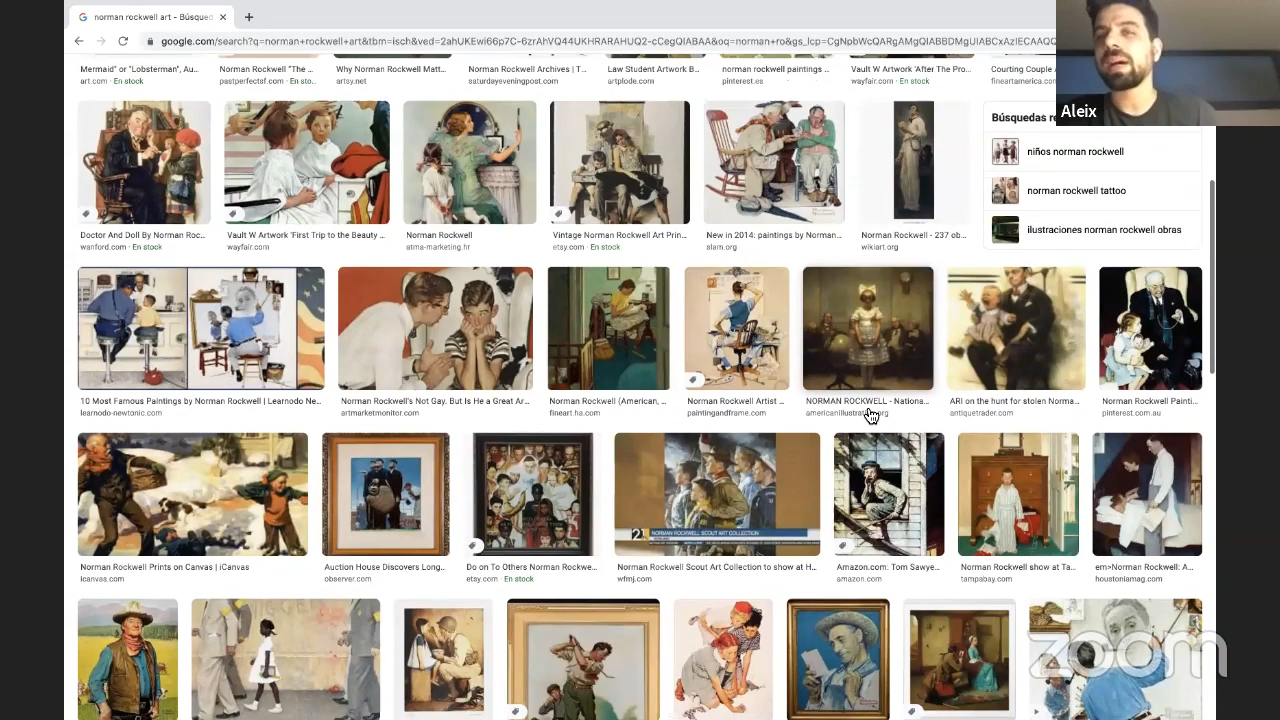 norman rockwell art - Búsque
google.com/search?q=norman+rockwell+art&tbm=isch&ved=2ahUKEwi66p7C-6zrAhVQ44UKHRARAHUQ2-cCegQIABAA&oq=norman+ro&gs_lcp=CgNpbWcQARgAMgQIABBDMgUIABCxAzIECAAQQ
Aleix
Mermaid" or "Lobsterman", Au...
art.com · En stock
Norman Rockwell "The ...
pastperfectsf. · En sto...
Why Norman Rockwell Matt...
artsy.net
Norman Rockwell Archives | T...
saturdayeveningpost.com
Law Student Artwork B...
artplode.com
norman rockwell paintings ...
pinterest.es
Vault W Artwork 'After The Pro...
wayfair.com · En stock
Courting Couple A
fineartamerica.com
Búsquedas re
niños norman rockwell
norman rockwell tattoo
ilustraciones norman rockwell obras
Doctor And Doll By Norman Roc...
wanford.com · En stock
Vault W Artwork 'First Trip to the Beauty ...
wayfair.com
Norman Rockwell
atma-marketing.hr
Vintage Norman Rockwell Art Prin...
etsy.com · En stock
New in 2014: paintings by Norman...
slam.org
Norman Rockwell - 237 ob...
wikiart.org
10 Most Famous Paintings by Norman Rockwell | Learnodo Ne...
learnodo-newtonic.com
Norman Rockwell's Not Gay. But Is He a Great Ar...
artmarketmonitor.com
Norman Rockwell (American, ...
fineart.ha.com
Norman Rockwell Artist ...
paintingandframe.com
NORMAN ROCKWELL - Nationa...
americanillustration.org
ARI on the hunt for stolen Norma...
antiquetrader.com
Norman Rockwell Painti...
pinterest.com.au
21
NORMAN ROCKWELL SCOUT ART COLLECTION
Norman Rockwell Prints on Canvas | iCanvas
icanvas.com
Auction House Discovers Long...
observer.com
Do on To Others Norman Rockwe...
etsy.com · En stock
Norman Rockwell Scout Art Collection to show at H...
wfmj.com
Amazon.com: Tom Sawye...
amazon.com
Norman Rockwell show at Ta...
tampabay.com
em>Norman Rockwell: A...
houstoniamag.com
zoom